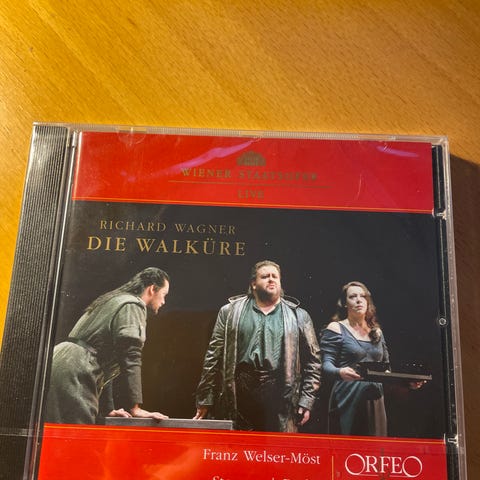 WIENER STAATSOPER
LIVE
RICHARD WAGNER
DIE WALKÜRE
Franz Welser-Möst
ORFEO